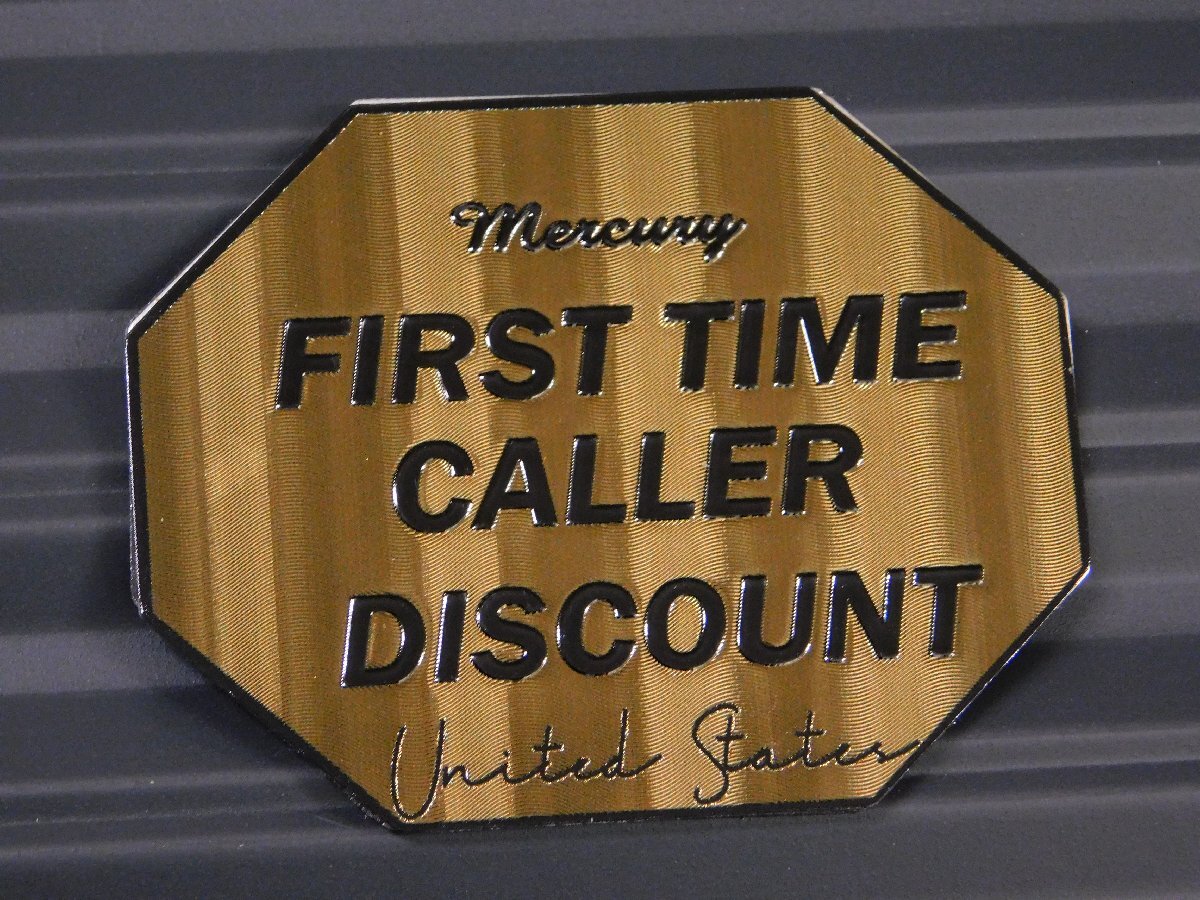 Mercury
FIRST TIME
CALLER
DISCOUNT
United States